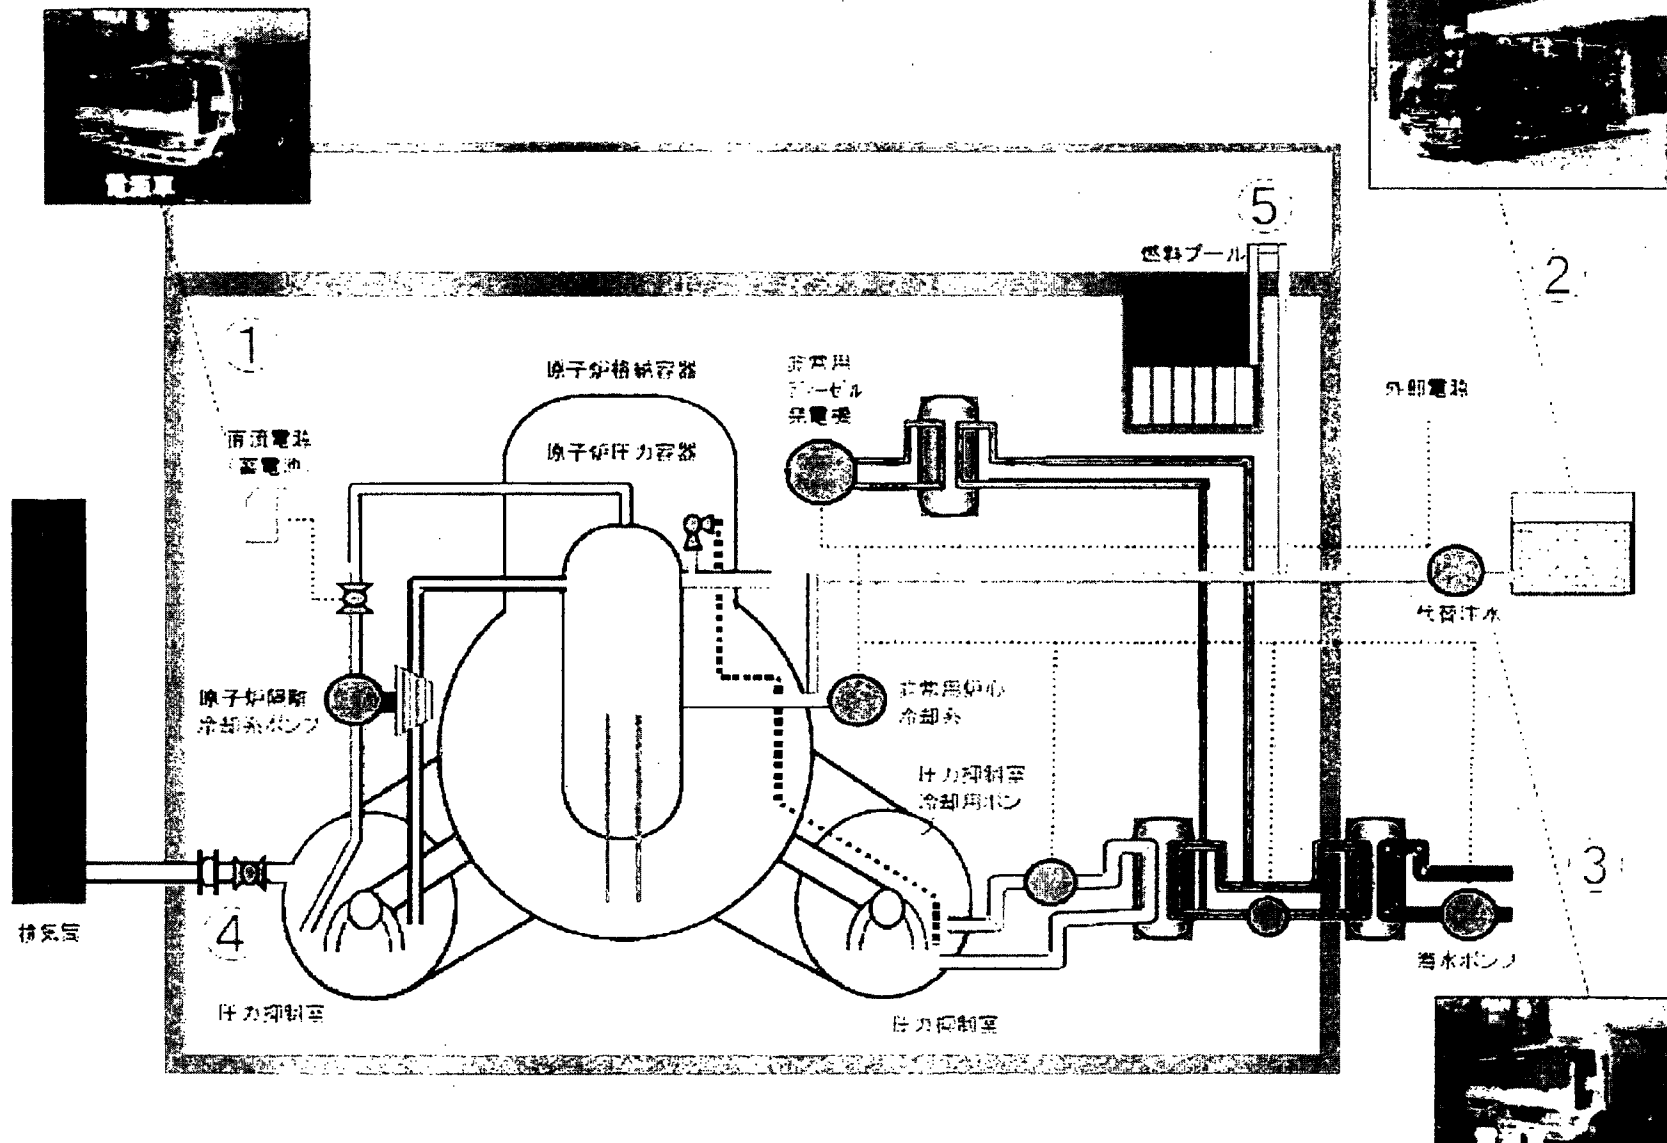 電源車
⑤
燃料プール
②
①
原子炉格納容器
非常用
ディーゼル
発電機
外部電源
直流電源
(蓄電池)
原子炉圧力容器
代替注水
原子炉隔離
冷却系ポンプ
非常用炉心
冷却系
圧力抑制室
冷却用ポン
③
排気筒
④
海水ポンプ
圧力抑制室
圧力抑制室